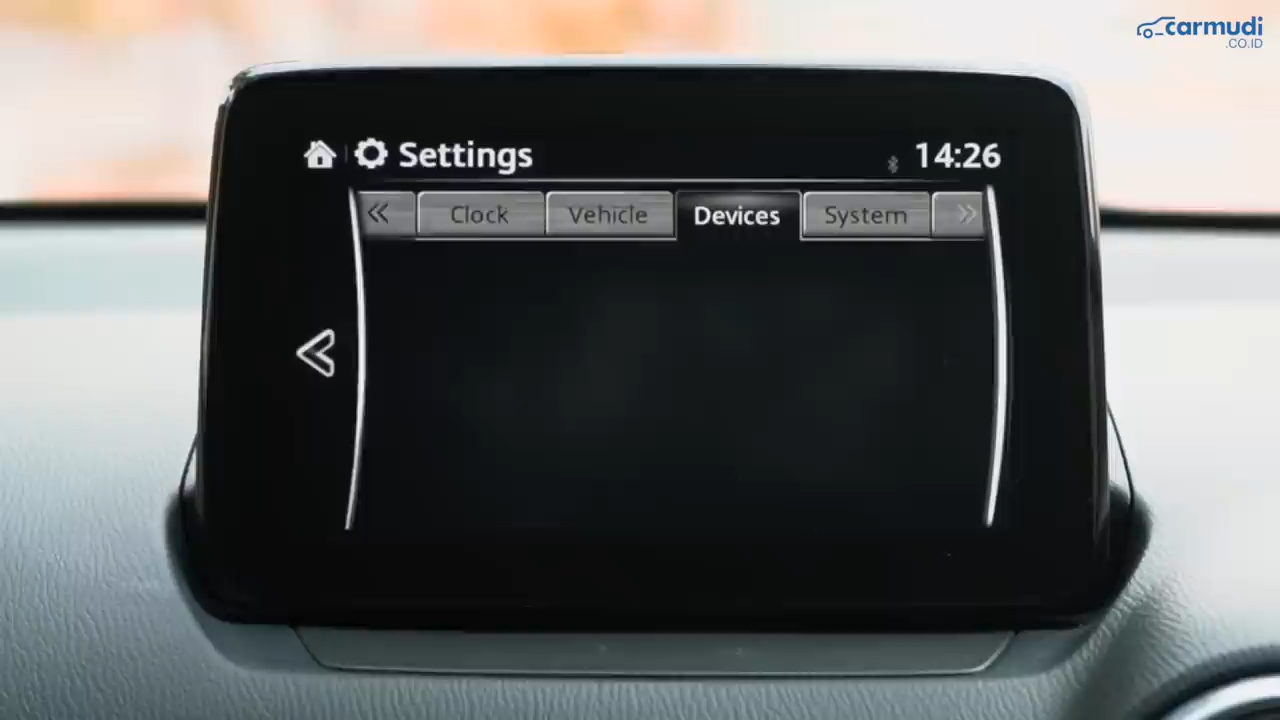 carmudi
.CO.ID
Settings
14:26
Clock
Vehicle
Devices
System